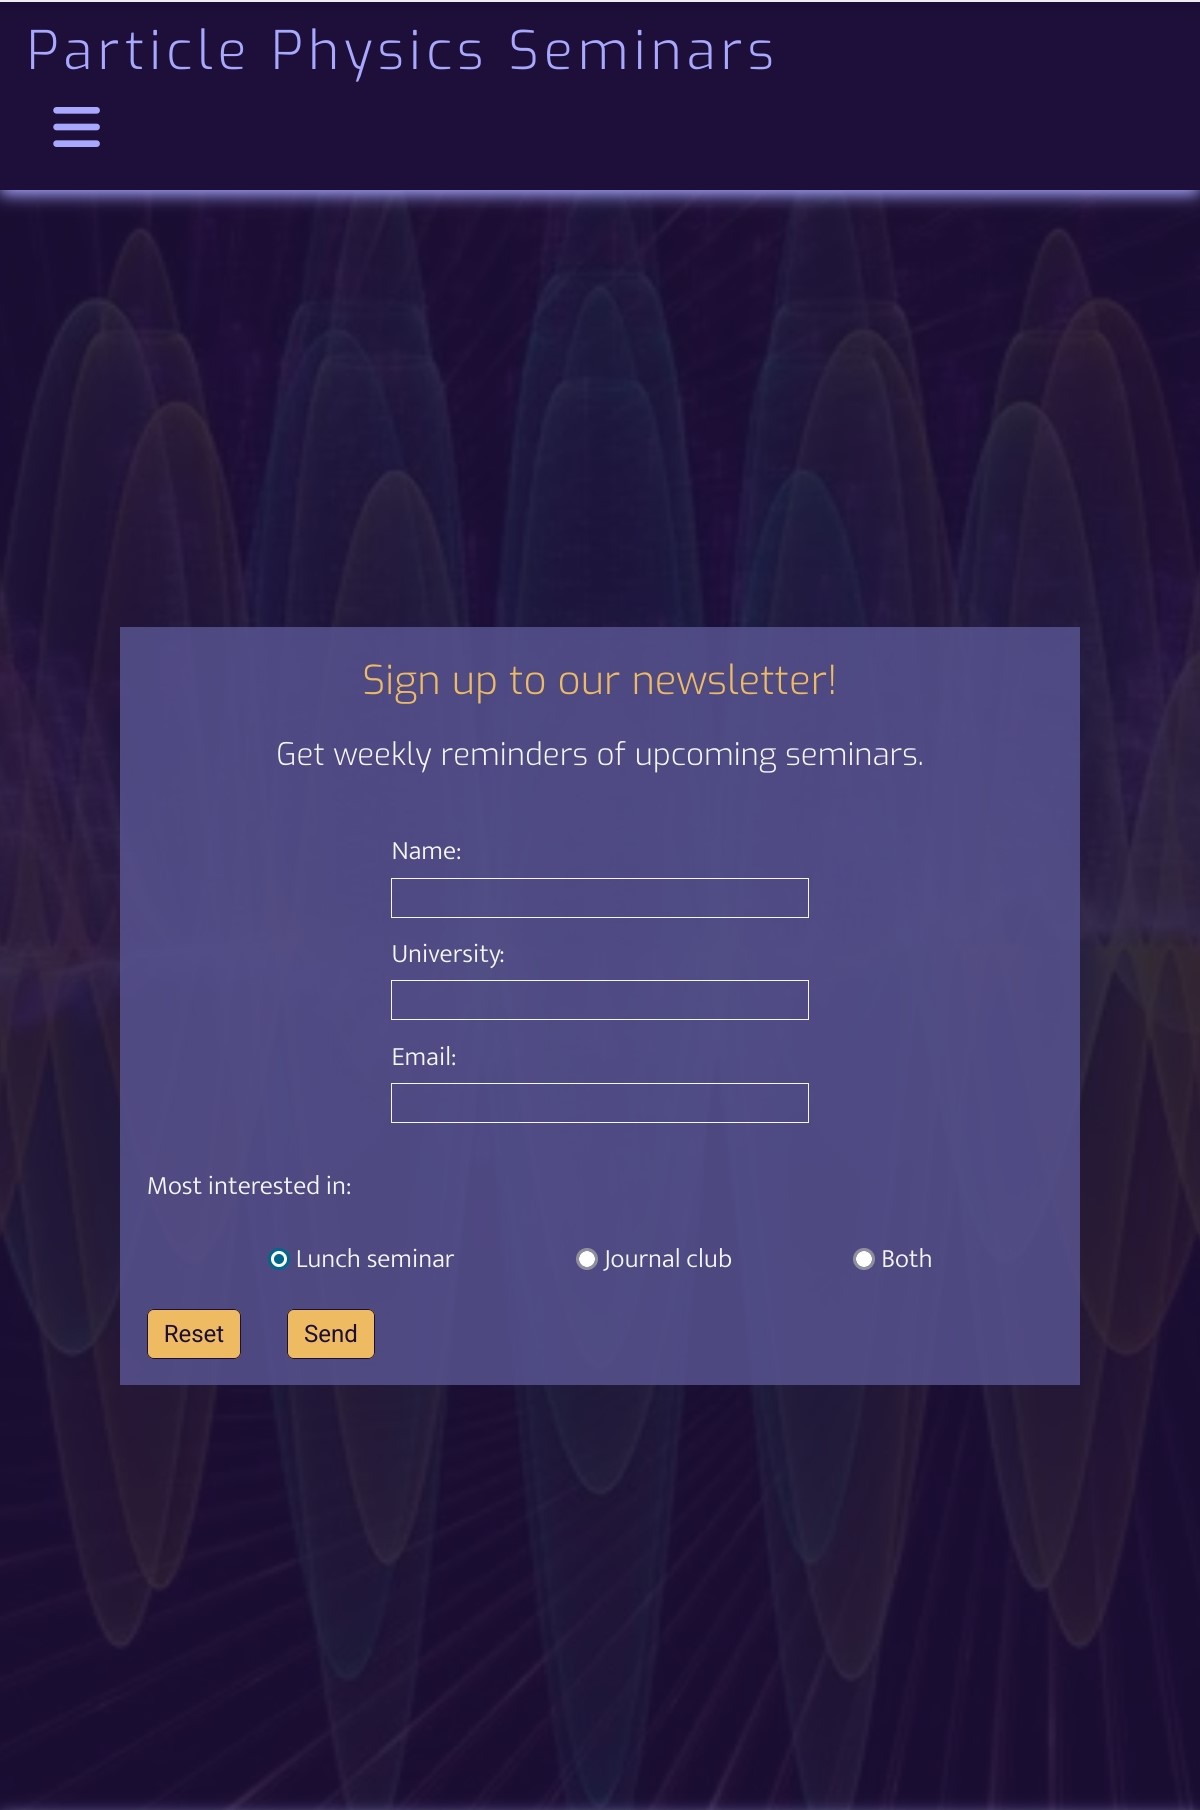 Particle Physics Seminars
Sign up to our newsletter!
Get weekly reminders of upcoming seminars.
Name:
University:
Email:
Most interested in:
Lunch seminar Journal club Both
Reset Send